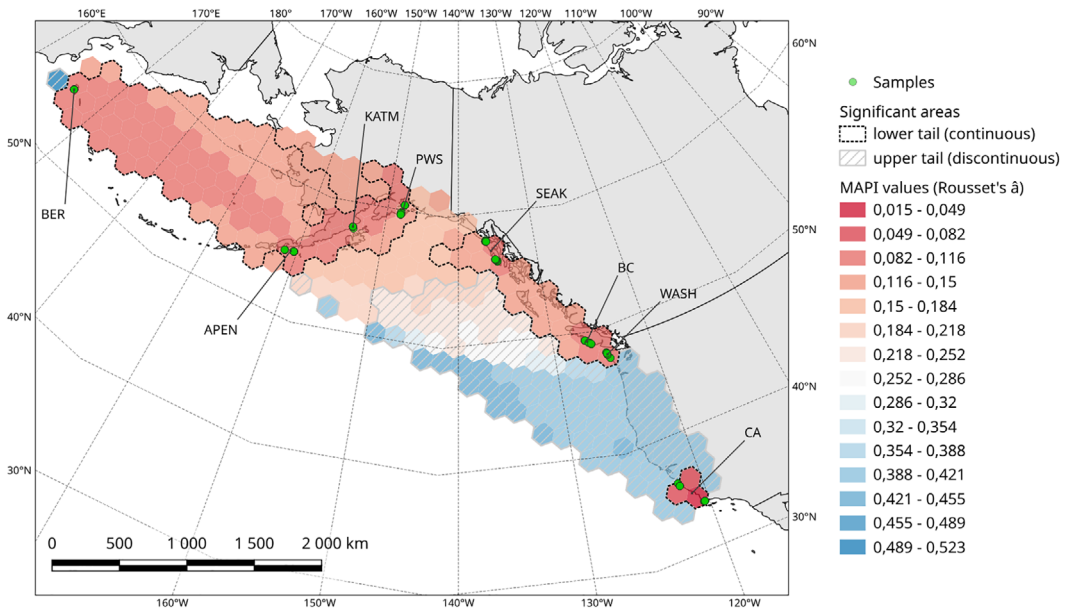 160°E 170°E 180° 170°W 160°W 150°W 140°W 130°W 120°W 110°W 100°W 90°W
60°N
50°N
50°N
40°N
40°N
30°N
30°N
BER
KATM
PWS
SEAK
BC
WASH
APEN
CA
0 500 1 000 1 500 2 000 km
160°W 150°W 140°W 130°W 120°W
Samples
Significant areas
lower tail (continuous)
upper tail (discontinuous)
MAPI values (Rousset's â)
0,015 - 0,049
0,049 - 0,082
0,082 - 0,116
0,116 - 0,15
0,15 - 0,184
0,184 - 0,218
0,218 - 0,252
0,252 - 0,286
0,286 - 0,32
0,32 - 0,354
0,354 - 0,388
0,388 - 0,421
0,421 - 0,455
0,455 - 0,489
0,489 - 0,523